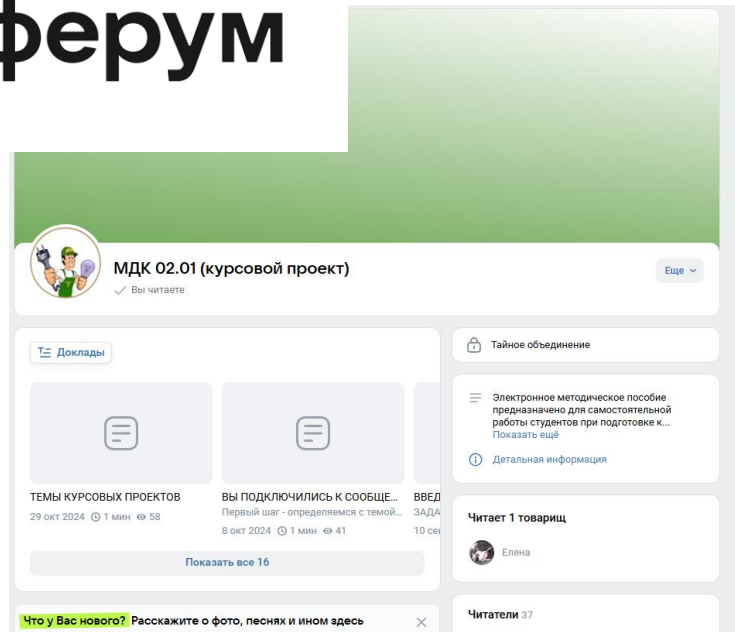 ферум
МДК 02.01 (курсовой проект)
Вы читаете
Еще
Доклады
ТЕМЫ КУРСОВЫХ ПРОЕКТОВ
29 окт 2024 1 мин 58
ВЫ ПОДКЛЮЧИЛИСЬ К СООБЩЕ...
Первый шаг - определяемся с темой...
8 окт 2024 1 мин 41
ВВЕД
ЗАДА
10 сен
Показать все 16
Что у Вас нового? Расскажите о фото, песнях и ином здесь
Тайное объединение
Электронное методическое пособие
предназначено для самостоятельной
работы студентов при подготовке к...
Показать ещё
Детальная информация
Читает 1 товарищ
Елена
Читатели 37